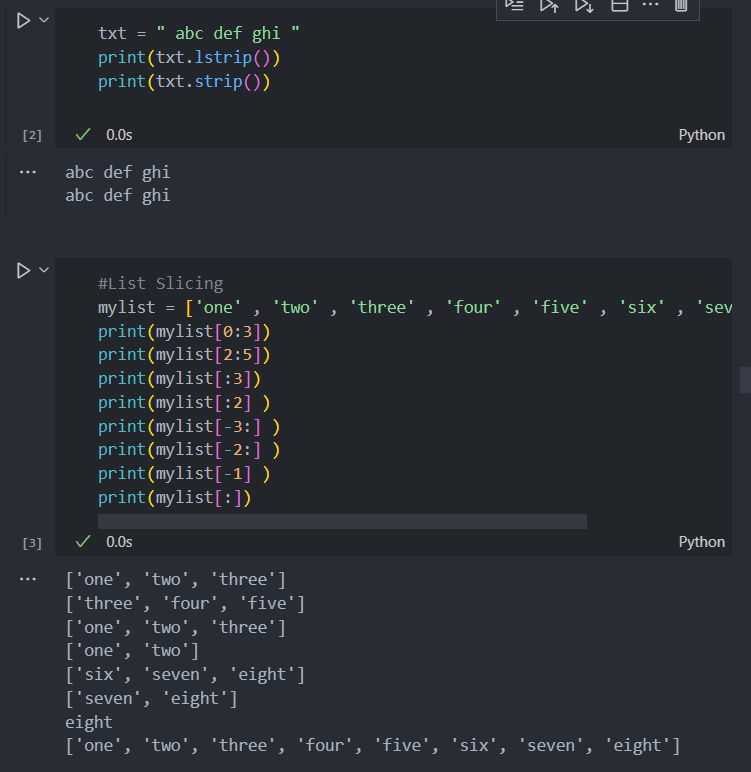 txt = " abc def ghi "
print(txt.lstrip())
print(txt.strip())
[2]
0.0s
Python
abc def ghi
abc def ghi
#List Slicing
mylist = ['one' , 'two' , 'three' , 'four' , 'five' , 'six' , 'sev
print(mylist[0:3])
print(mylist[2:5])
print(mylist[:3])
print(mylist[:2] )
print(mylist[-3:] )
print(mylist[-2:] )
print(mylist[-1] )
print(mylist[:])
[3]
0.0s
Python
['one', 'two', 'three']
['three', 'four', 'five']
['one', 'two', 'three']
['one', 'two']
['six', 'seven', 'eight']
['seven', 'eight']
eight
['one', 'two', 'three', 'four', 'five', 'six', 'seven', 'eight']